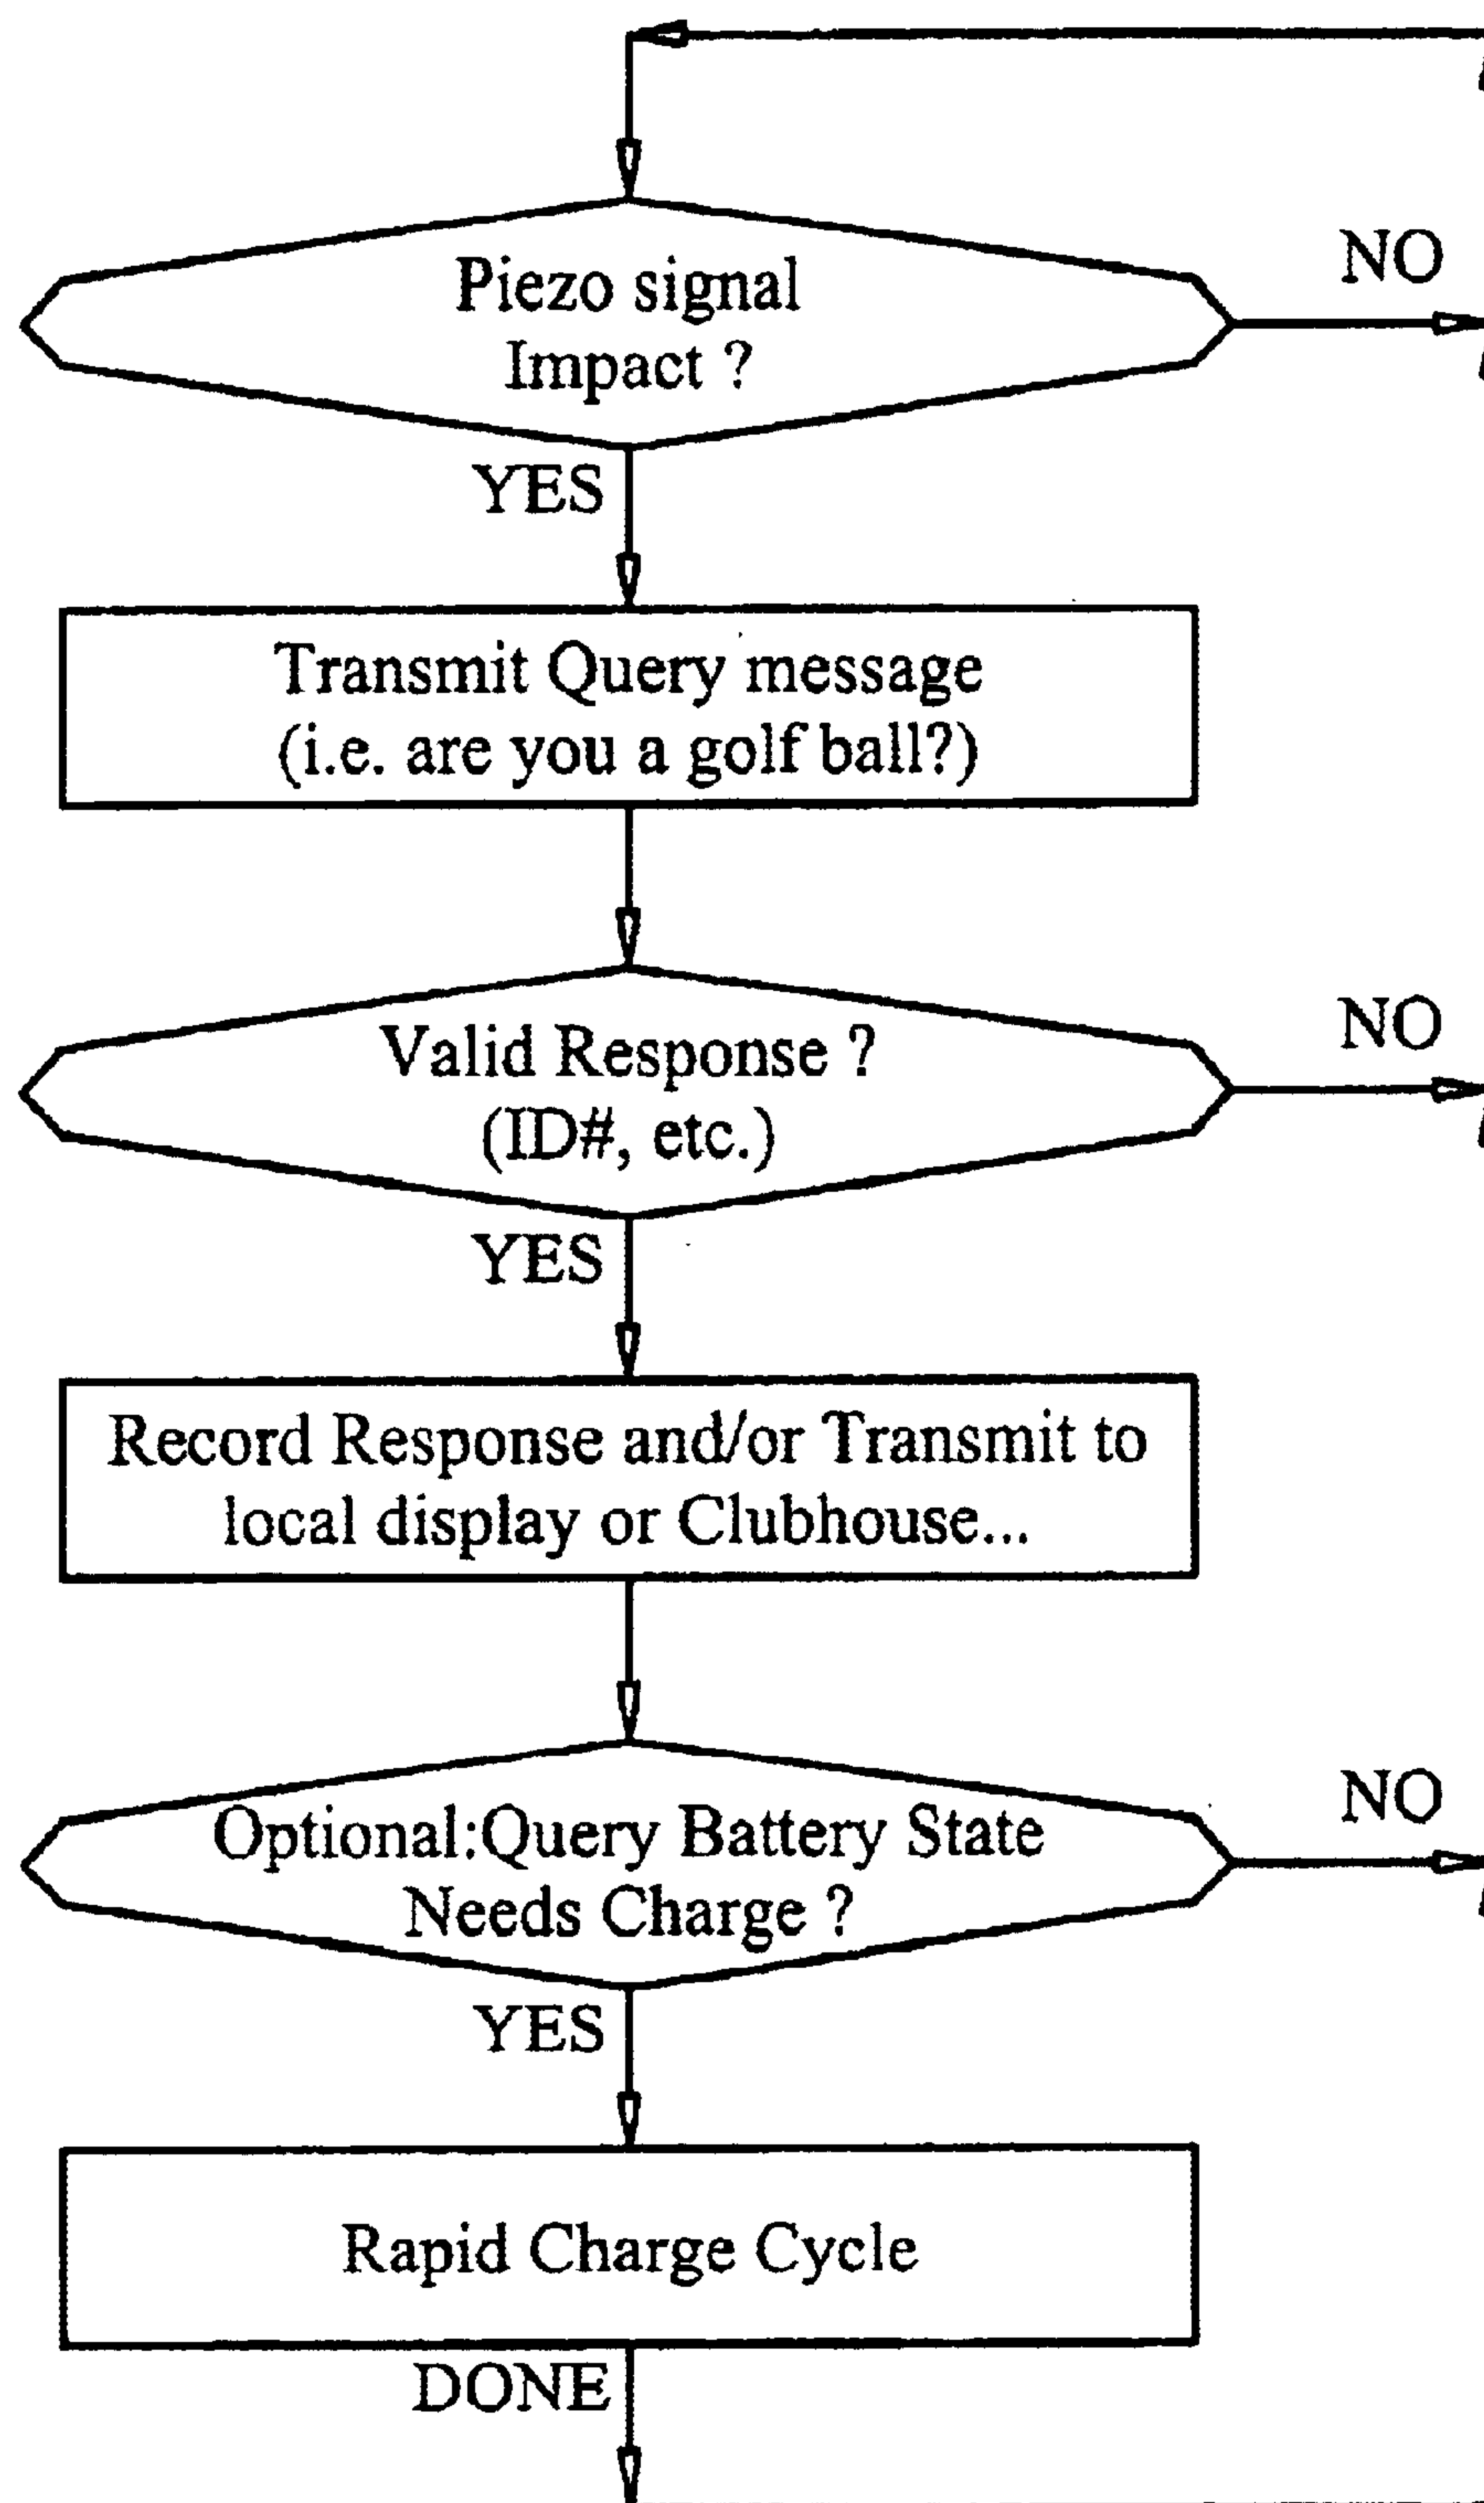 Piezo signal
Impact ?
NO
YES
Transmit Query message
(i.e. are you a golf ball?)
Valid Response ?
(ID#, etc.)
NO
YES
Record Response and/or Transmit to
local display or Clubhouse...
Optional:Query Battery State
Needs Charge ?
NO
YES
Rapid Charge Cycle
DONE